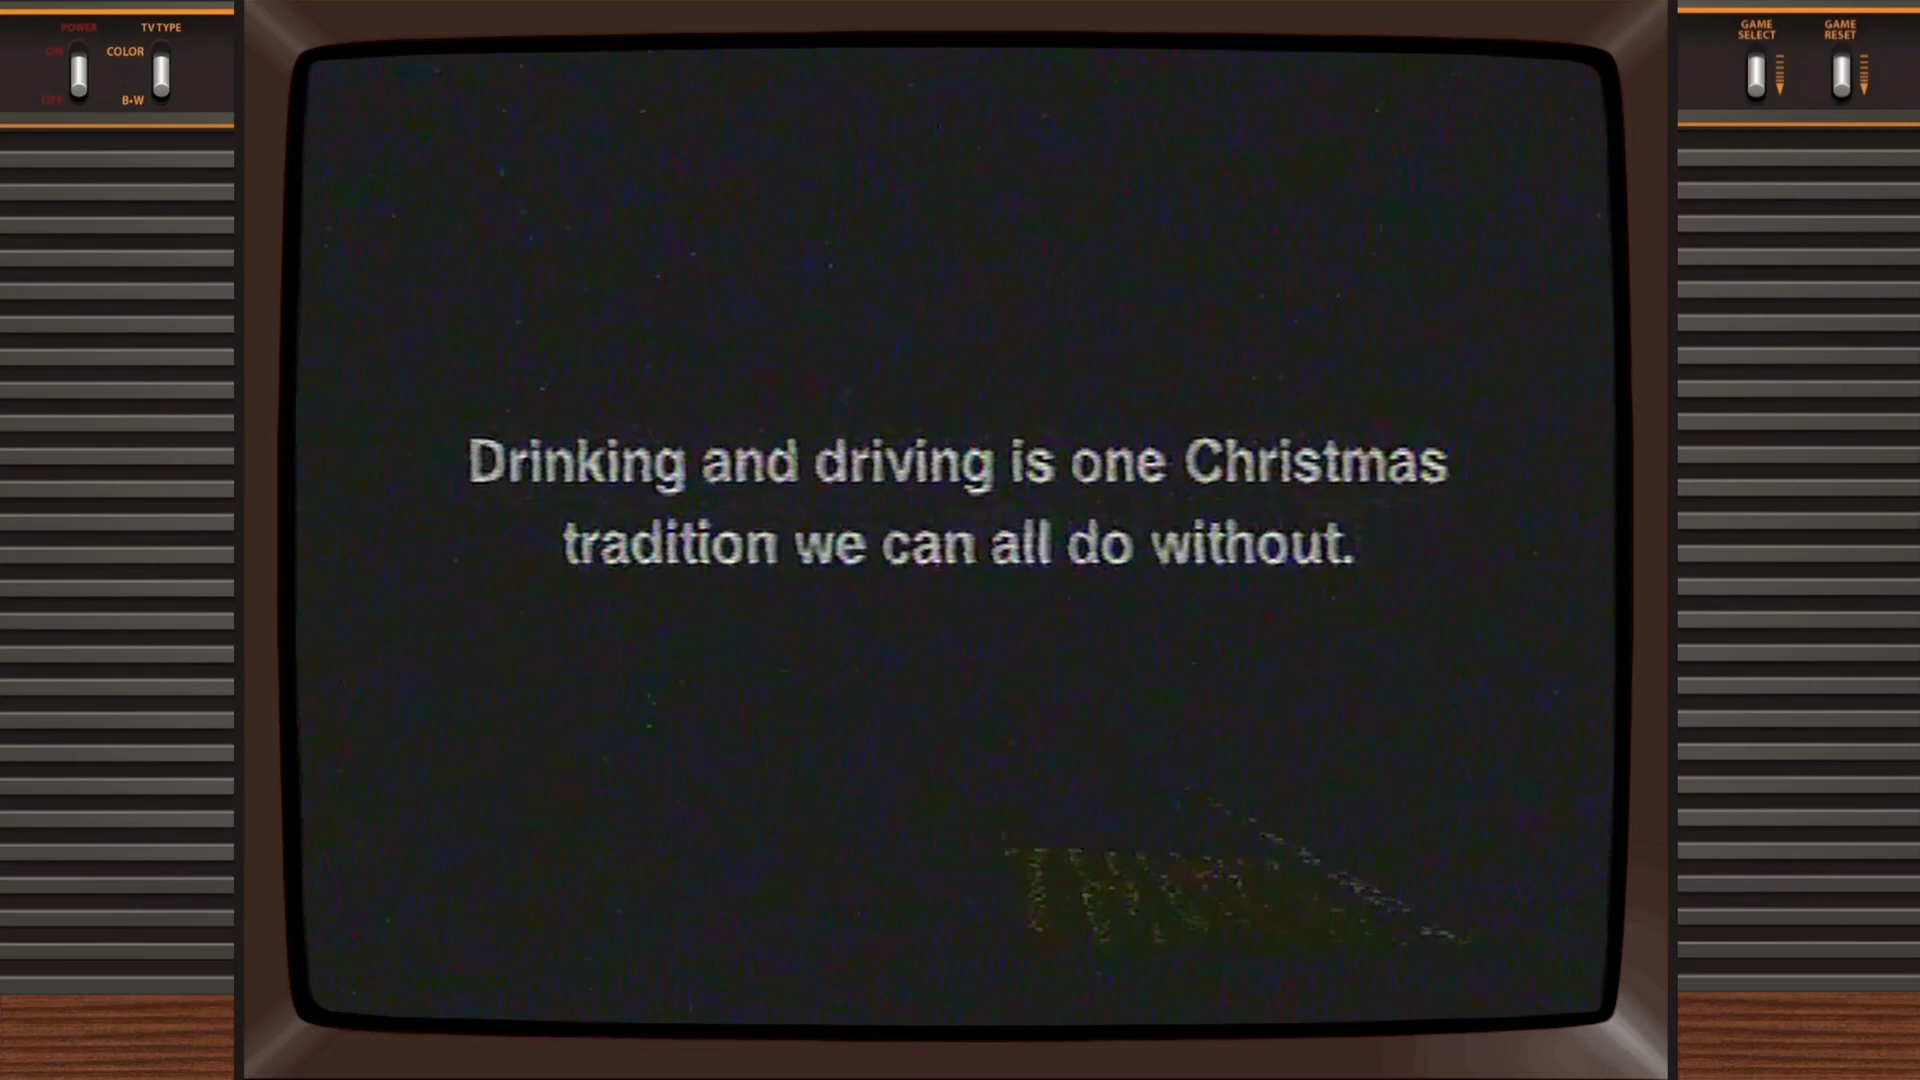 POWER
TV TYPE
ON
COLOR
OFF
B•W
GAME
SELECT
GAME
RESET
Drinking and driving is one Christmas
tradition we can all do without.